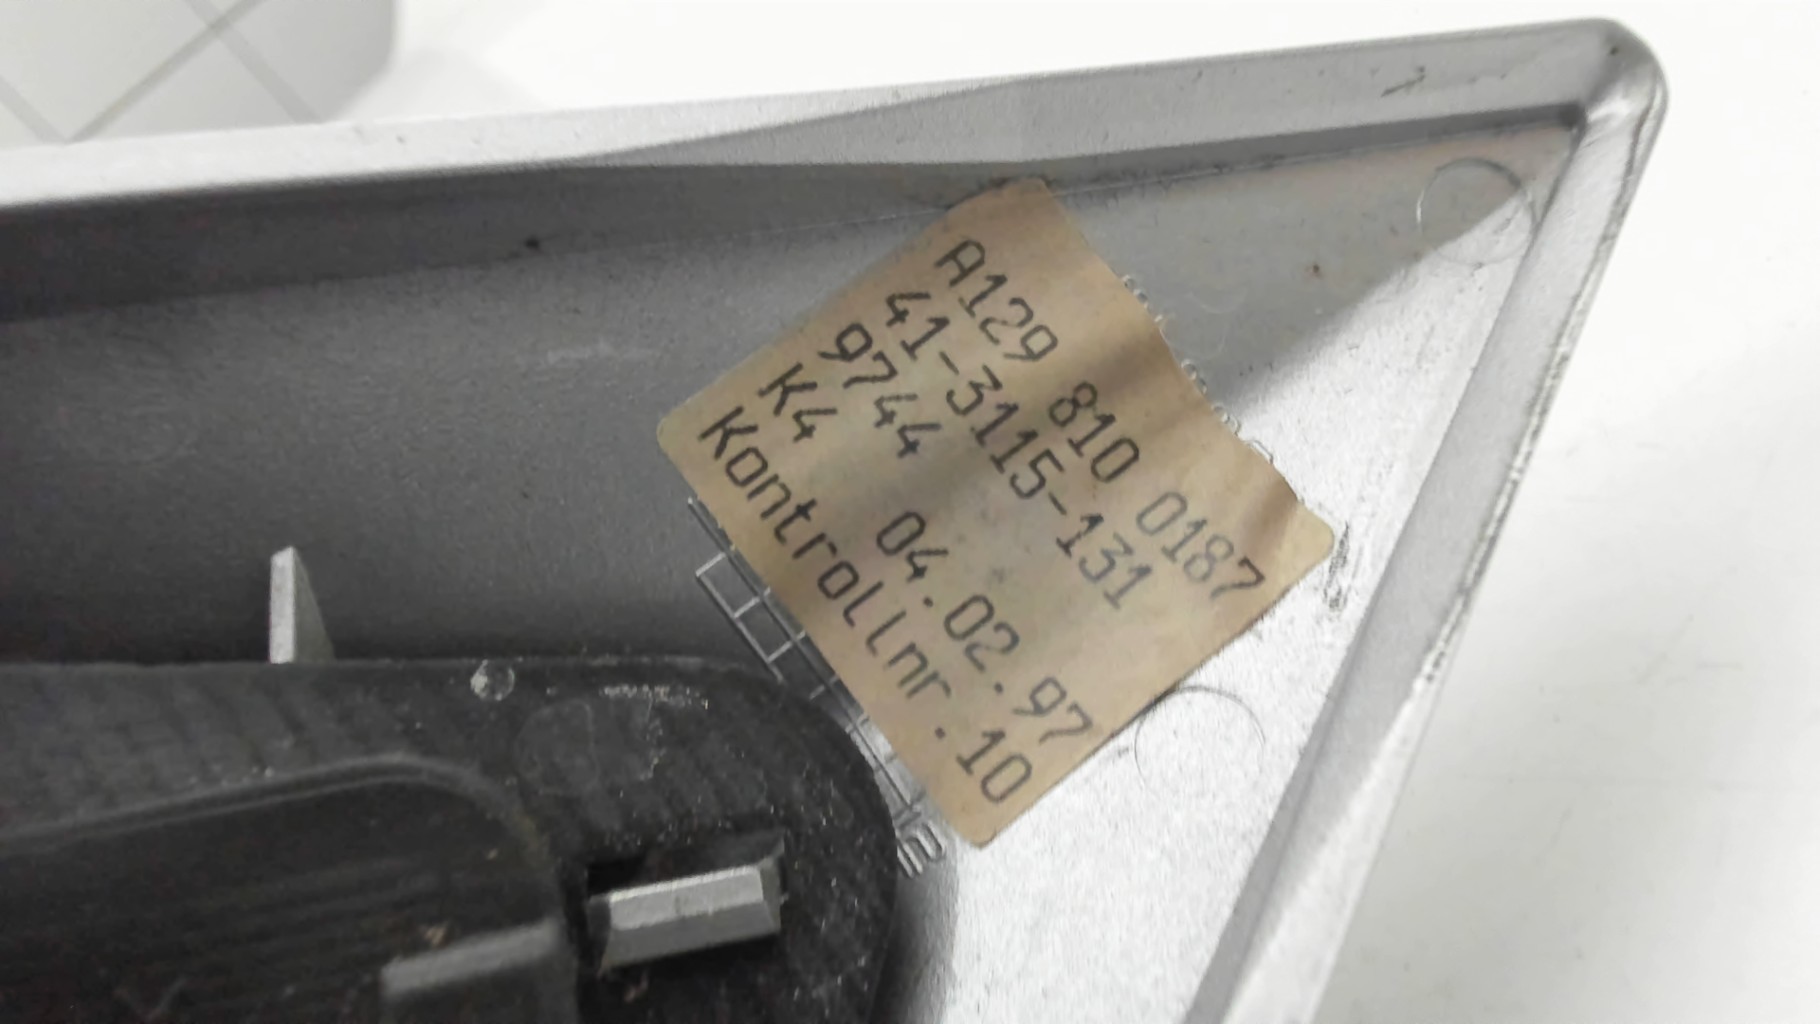 A129 810 0187
41-3115-131
9744
K4 04.02.97
Kontrollnr.10